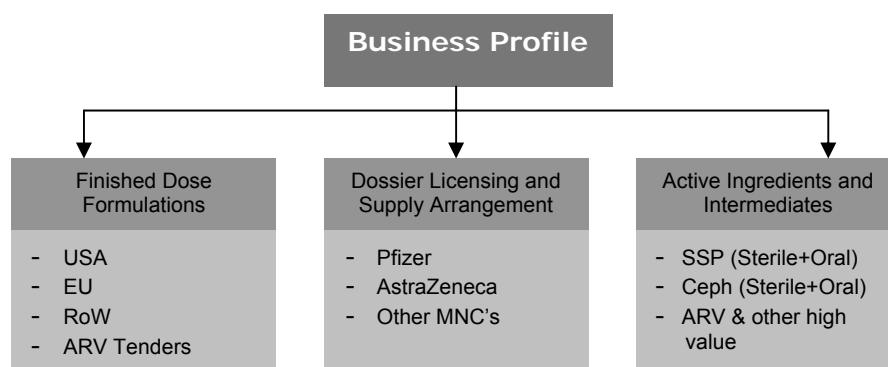 Business Profile
Finished Dose
Formulations
- USA
- EU
- RoW
- ARV Tenders
Dossier Licensing and
Supply Arrangement
- Pfizer
- AstraZeneca
- Other MNC's
Active Ingredients and
Intermediates
- SSP (Sterile+Oral)
- Ceph (Sterile+Oral)
- ARV & other high
value